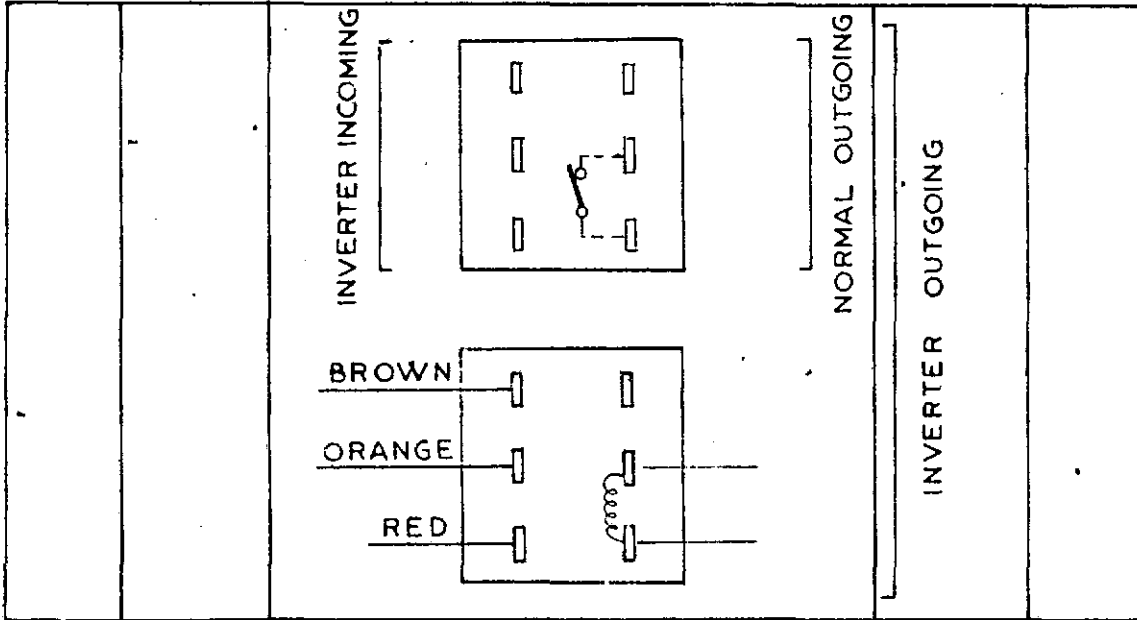 INVERTER INCOMING
NORMAL OUTGOING
INVERTER OUTGOING
BROWN
ORANGE
RED